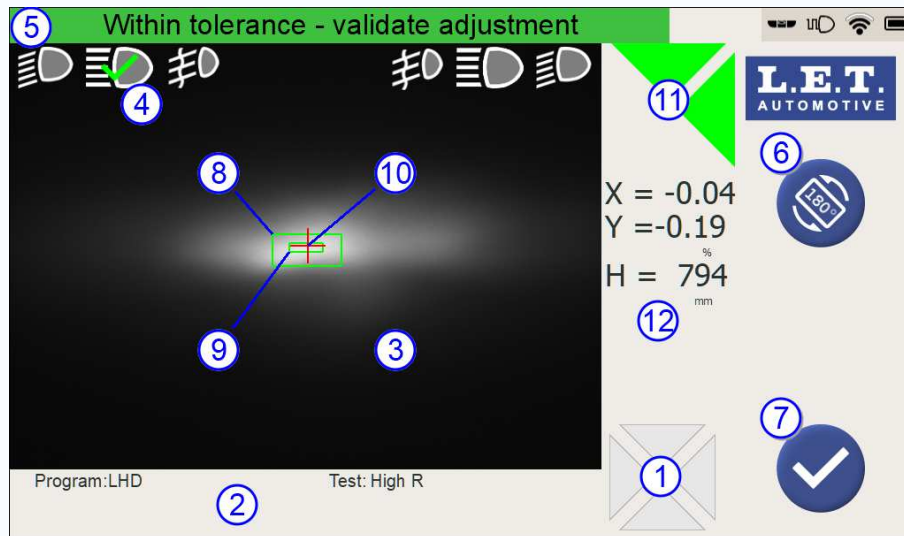 5 Within tolerance - validate adjustment
4
11
L.E.T.
AUTOMOTIVE
6
180°
8
10
X = -0.04
Y =-0.19
%
H = 794
mm
12
9
3
7
Program:LHD Test: High R
1
2